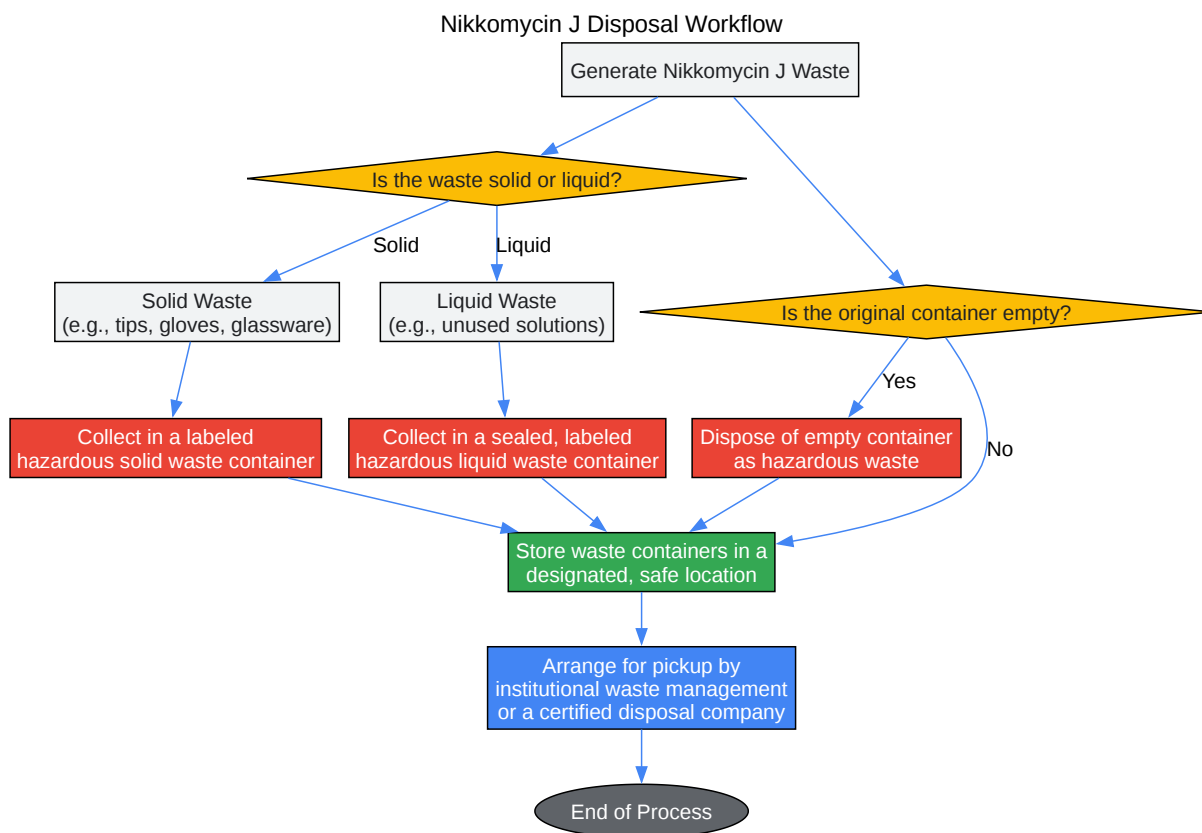 Nikkomycin J Disposal Workflow
Generate Nikkomycin J Waste
Is the waste solid or liquid?
Solid
Liquid
Solid Waste
(e.g., tips, gloves, glassware)
Liquid Waste
(e.g., unused solutions)
Is the original container empty?
Yes
No
Collect in a labeled
hazardous solid waste container
Collect in a sealed, labeled
hazardous liquid waste container
Dispose of empty container
as hazardous waste
Store waste containers in a
designated, safe location
Arrange for pickup by
institutional waste management
or a certified disposal company
End of Process